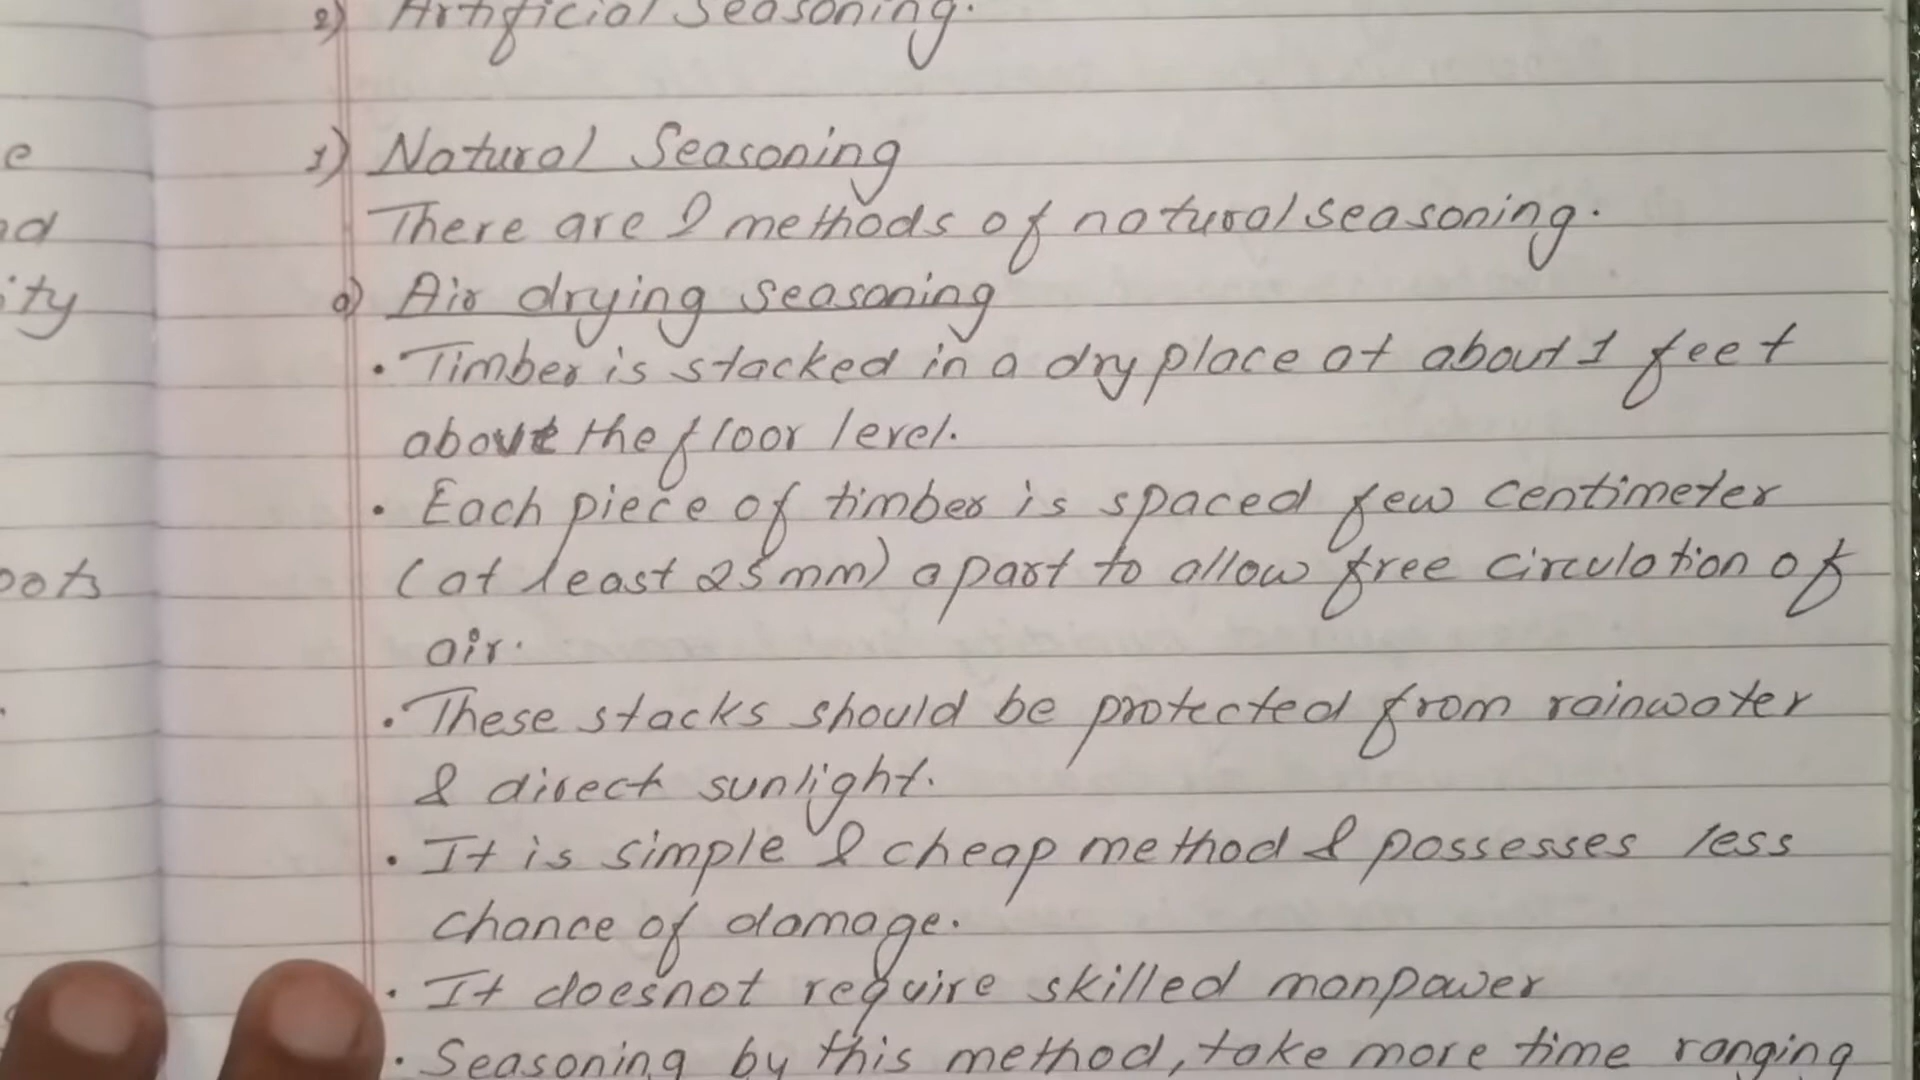 2) Artificial Seasoning.
1) Natural Seasoning
There are 2 methods of natural seasoning.
a) Air drying seasoning
• Timber is stacked in a dry place at about 1 feet
above the floor level.
• Each piece of timber is spaced few centimeter
(at least 25mm) apart to allow free circulation of
air.
• These stacks should be protected from rainwater
& direct sunlight.
• It is simple & cheap method & possesses less
chance of damage.
• It doesnot require skilled manpower
• Seasoning by this method, take more time ranging